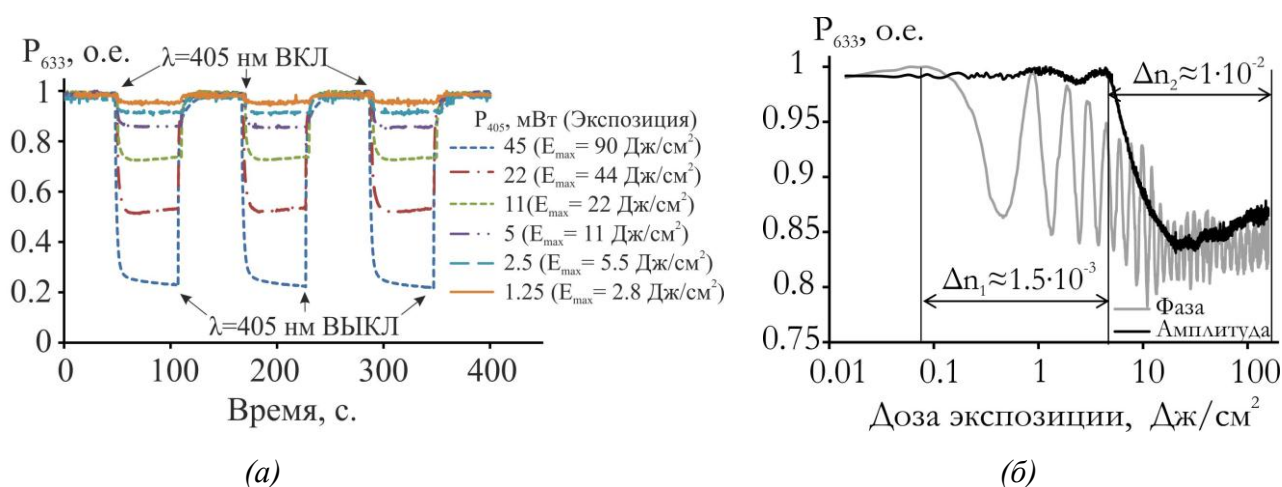 P₆₃₃, о.е.
λ=405 нм ВКЛ
1
0.8
0.6
0.4
0.2
0
0 100 200 300 400
Время, с.
P₄₀₅, мВт (Экспозиция)
45 (Eₘₐₓ= 90 Дж/см²)
22 (Eₘₐₓ= 44 Дж/см²)
11(Eₘₐₓ= 22 Дж/см²)
5 (Eₘₐₓ= 11 Дж/см²)
2.5 (Eₘₐₓ= 5.5 Дж/см²)
1.25 (Eₘₐₓ= 2.8 Дж/см²)
λ=405 нм ВЫКЛ
(а)
P₆₃₃, о.е.
1
0.95
0.9
0.85
0.8
0.75
Δn₂≈1·10⁻²
Δn₁≈1.5·10⁻³
Фаза
Амплитуда
0.01 0.1 1 10 100
Доза экспозиции, Дж/см²
(б)